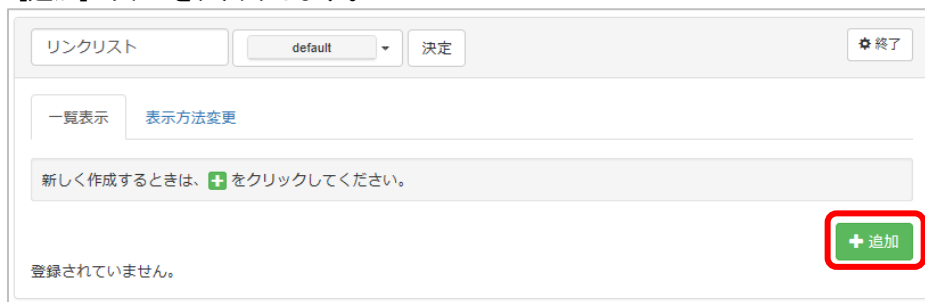 リンクリスト default 決定 終了
一覧表示 表示方法変更
新しく作成するときは、+をクリックしてください。
+ 追加
登録されていません。